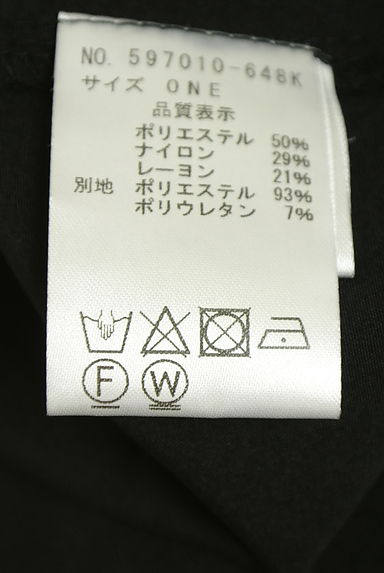 NO. 597010-648K
サイズ ONE
品質表示
ポリエステル 50%
ナイロン 29%
レーヨン 21%
別地 ポリエステル 93%
ポリウレタン 7%
F W